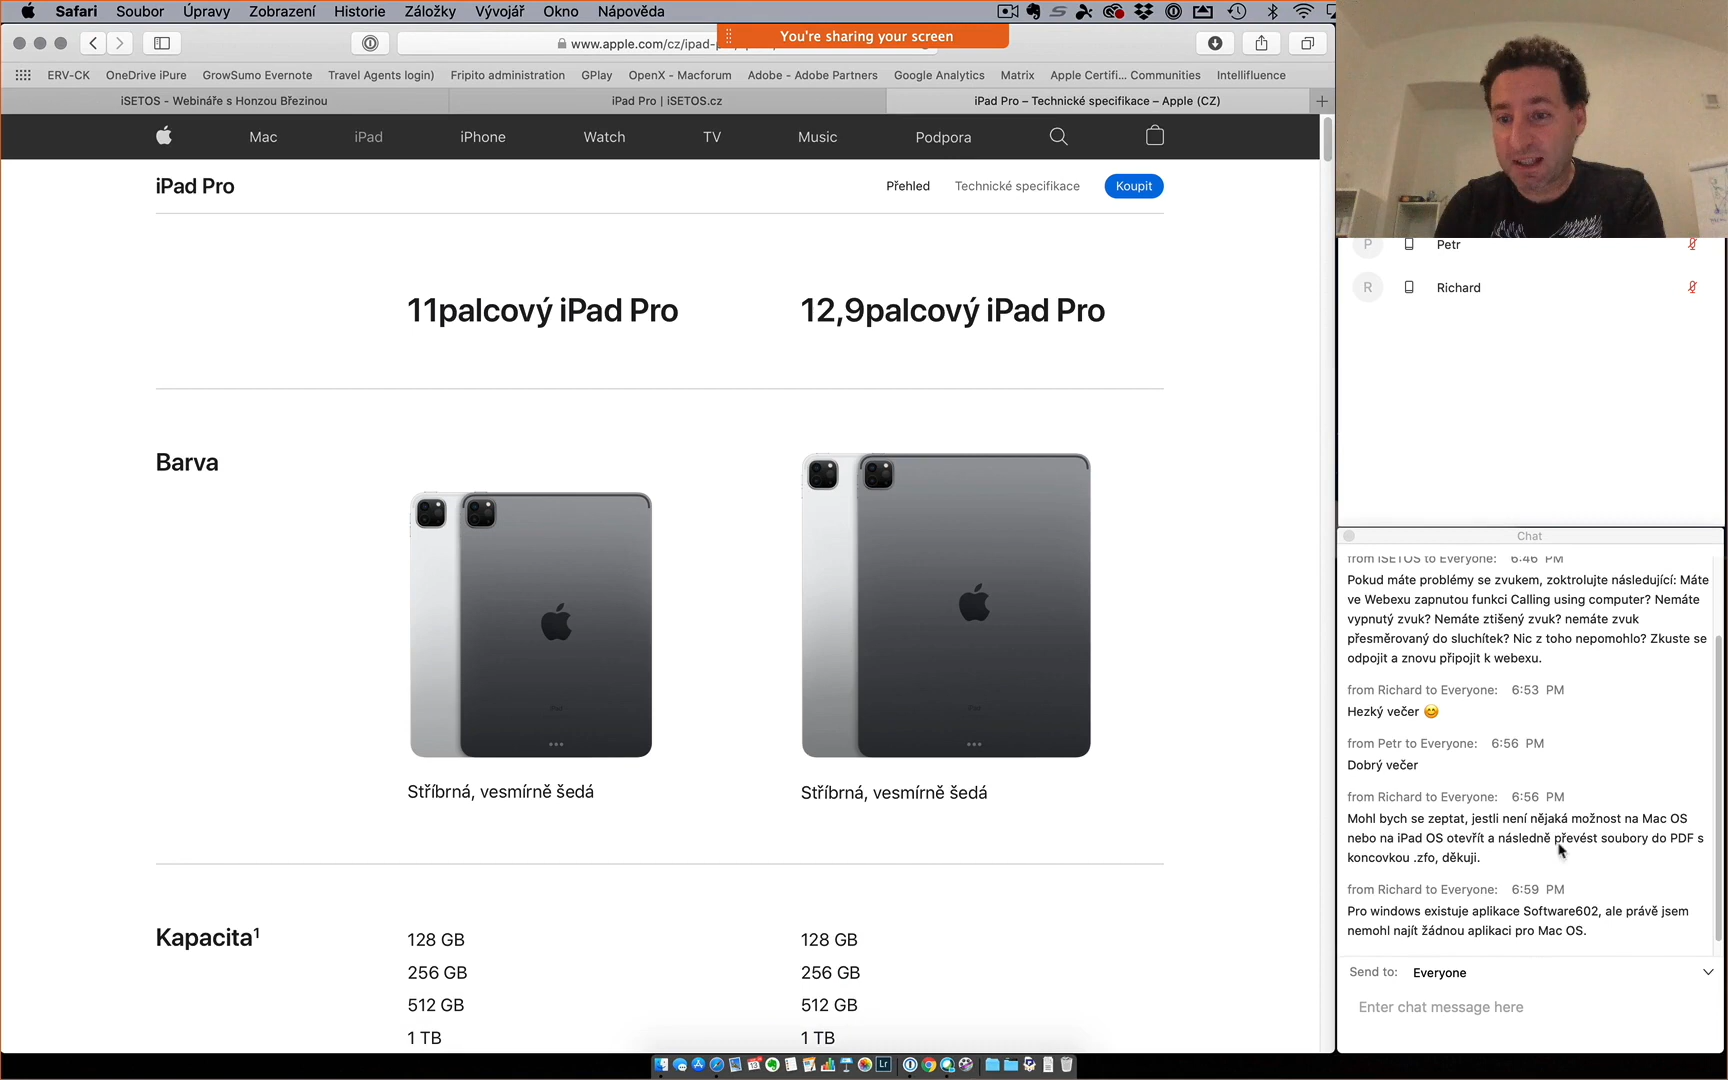 Safari Soubor Úpravy Zobrazení Historie Záložky Vývojář Okno Nápověda
You're sharing your screen
www.apple.com/cz/ipad-
ERV-CK OneDrive iPure GrowSumo Evernote Travel Agents login) Fripito administration GPlay OpenX - Macforum Adobe - Adobe Partners Google Analytics Matrix Apple Certifi... Communities Intellifluence
iSETOS - Webináře s Honzou Březinou iPad Pro | iSETOS.cz iPad Pro – Technické specifikace – Apple (CZ)
Mac iPad iPhone Watch TV Music Podpora
iPad Pro Přehled Technické specifikace Koupit
11palcový iPad Pro 12,9palcový iPad Pro
Barva
Stříbrná, vesmírně šedá Stříbrná, vesmírně šedá
Kapacita¹ 128 GB 128 GB
256 GB 256 GB
512 GB 512 GB
1 TB 1 TB
P Petr
R Richard
Chat
from iSETOS to Everyone: 6:46 PM
Pokud máte problémy se zvukem, zoktrolujte následující: Máte
ve Webexu zapnutou funkci Calling using computer? Nemáte
vypnutý zvuk? Nemáte ztišený zvuk? nemáte zvuk
přesměrovaný do sluchítek? Nic z toho nepomohlo? Zkuste se
odpojit a znovu připojit k webexu.
from Richard to Everyone: 6:53 PM
Hezký večer 😊
from Petr to Everyone: 6:56 PM
Dobrý večer
from Richard to Everyone: 6:56 PM
Mohl bych se zeptat, jestli není nějaká možnost na Mac OS
nebo na iPad OS otevřít a následně převést soubory do PDF s
koncovkou .zfo, děkuji.
from Richard to Everyone: 6:59 PM
Pro windows existuje aplikace Software602, ale právě jsem
nemohl najít žádnou aplikaci pro Mac OS.
Send to: Everyone
Enter chat message here